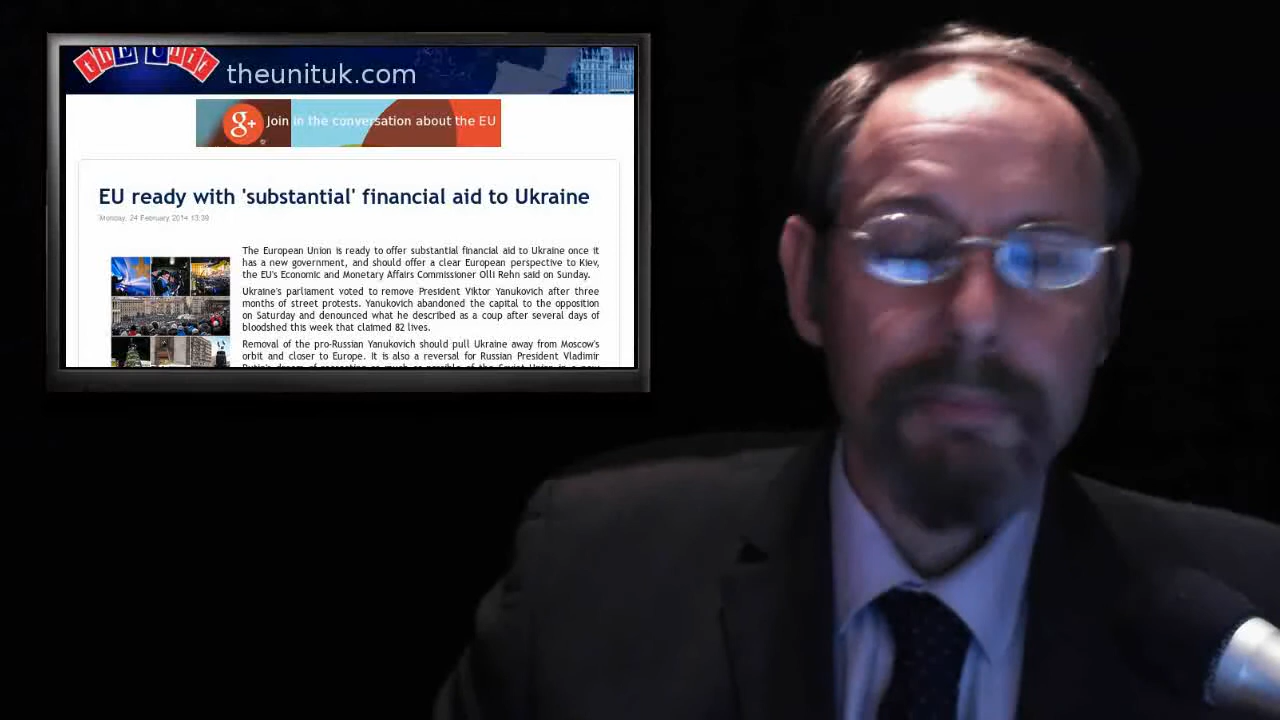 the Unit
theunituk.com
g+ Join in the conversation about the EU
EU ready with 'substantial' financial aid to Ukraine
Monday, 24 February 2014 13:39
The European Union is ready to offer substantial financial aid to Ukraine once it
has a new government, and should offer a clear European perspective to Kiev,
the EU's Economic and Monetary Affairs Commissioner Olli Rehn said on Sunday.
Ukraine's parliament voted to remove President Viktor Yanukovich after three
months of street protests. Yanukovich abandoned the capital to the opposition
on Saturday and denounced what he described as a coup after several days of
bloodshed this week that claimed 82 lives.
Removal of the pro-Russian Yanukovich should pull Ukraine away from Moscow's
orbit and closer to Europe. It is also a reversal for Russian President Vladimir